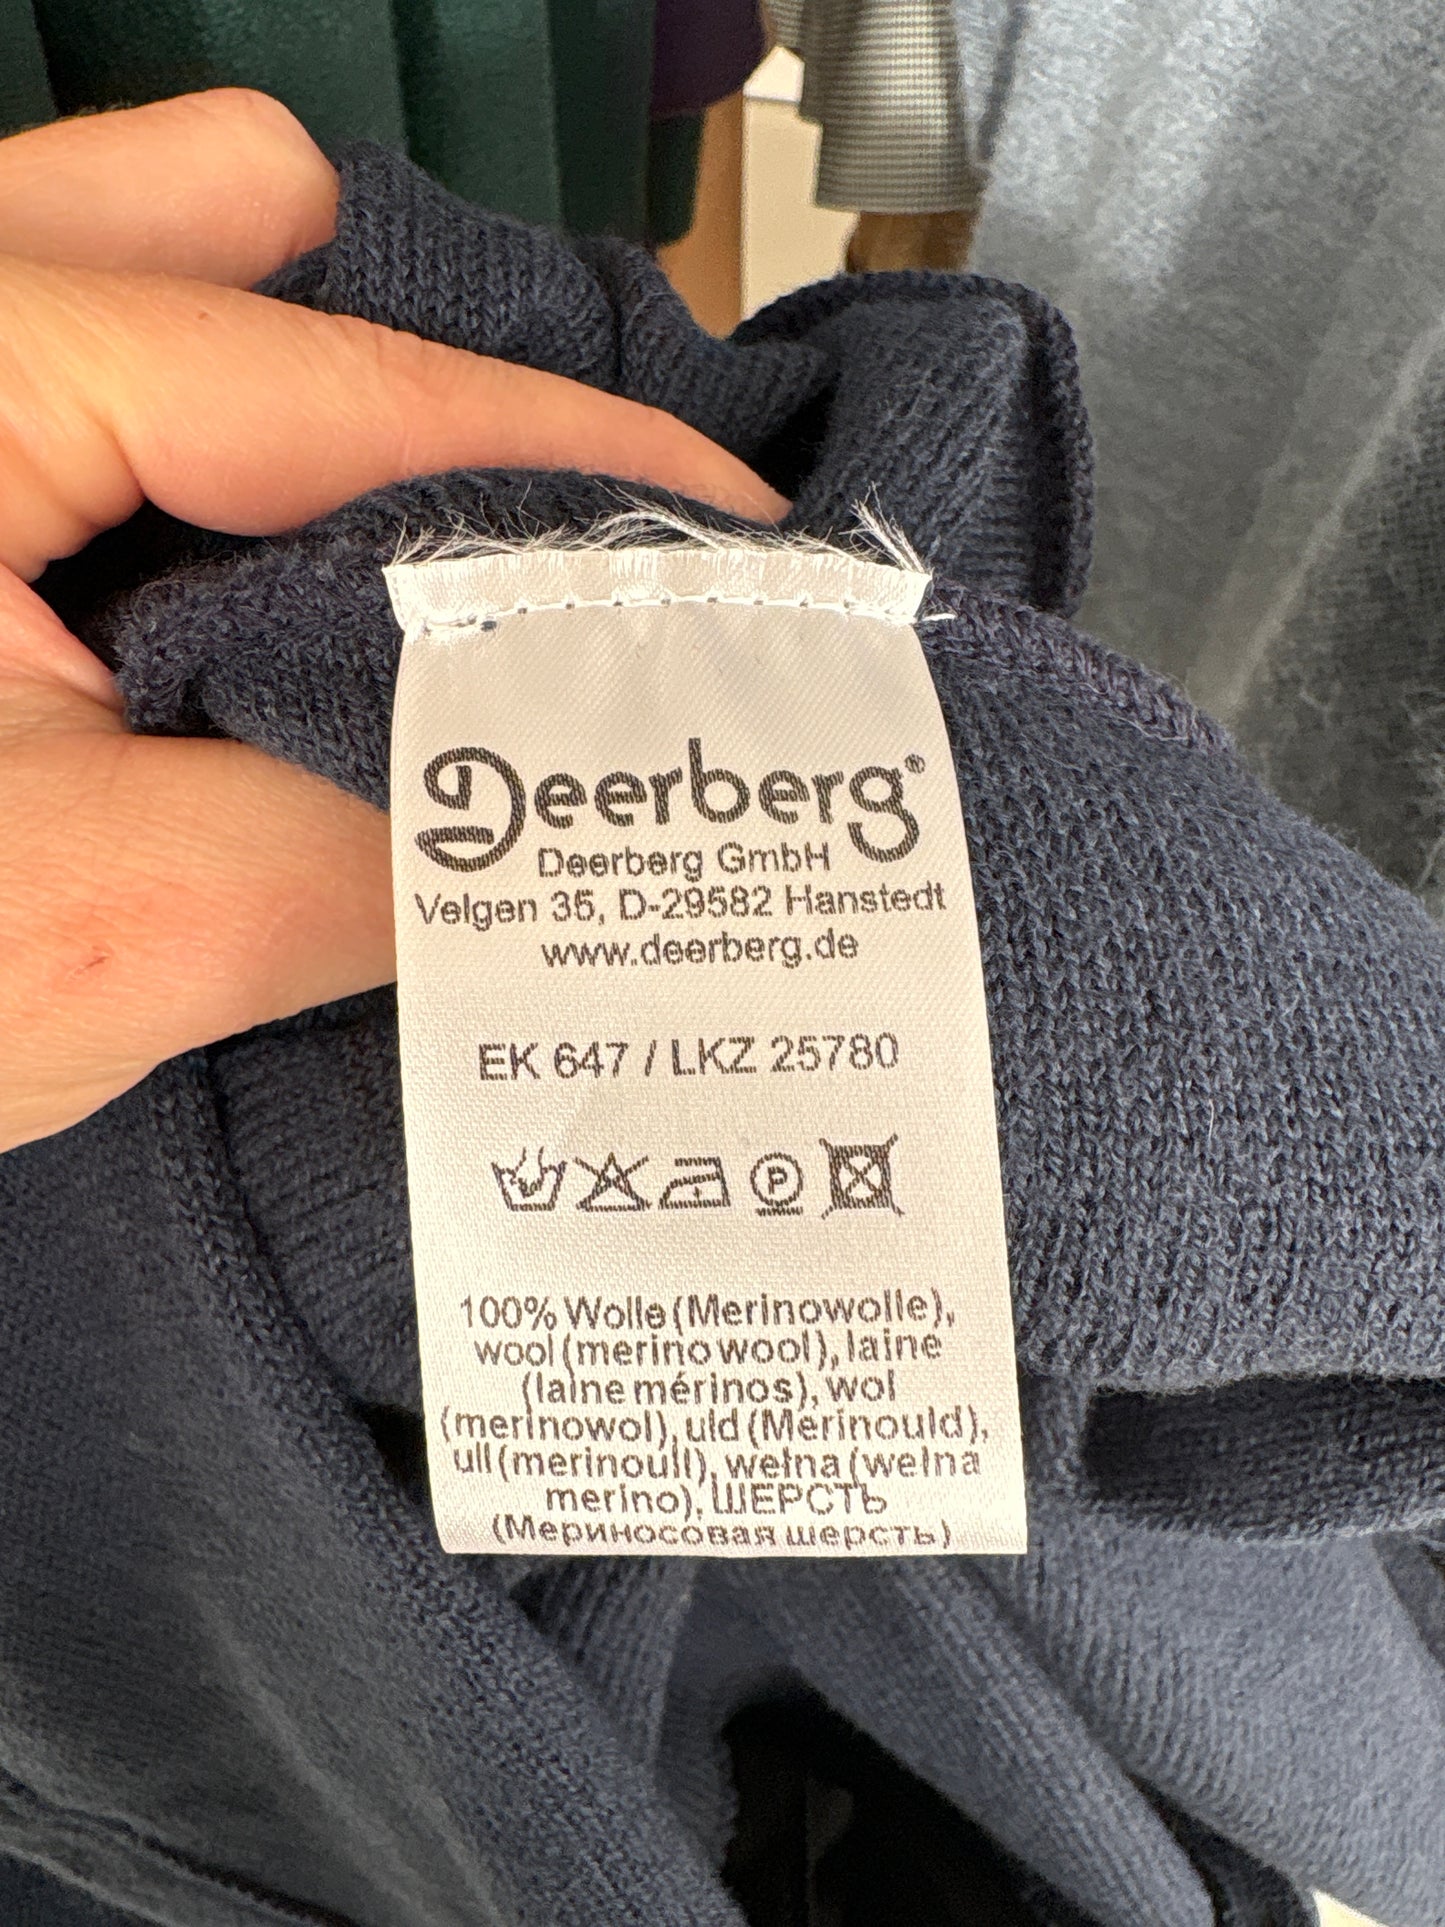 Deerberg®
Deerberg GmbH
Velgen 35, D-29582 Hanstedt
www.deerberg.de
EK 647 / LKZ 25780
P
100% Wolle (Merinowolle),
wool (merino wool), laine
(laine mérinos), wol
(merinowol), uld (Merinould),
ull (merinoull), wełna (wełna
merino), ШЕРСТЬ
(Мериносовая шерсть)